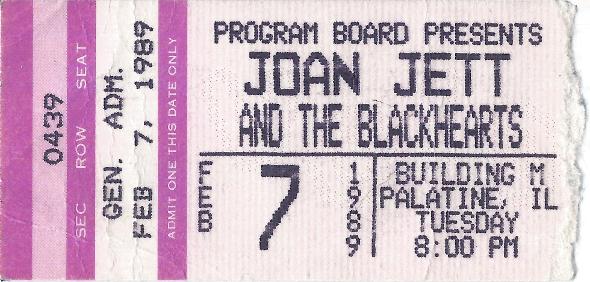 0439
SEC ROW SEAT
GEN. ADM.
FEB 7, 1989
ADMIT ONE THIS DATE ONLY
PROGRAM BOARD PRESENTS
JOAN JETT
AND THE BLACKHEARTS
FEB
7
1989
BUILDING M
PALATINE, IL
TUESDAY
8:00 PM